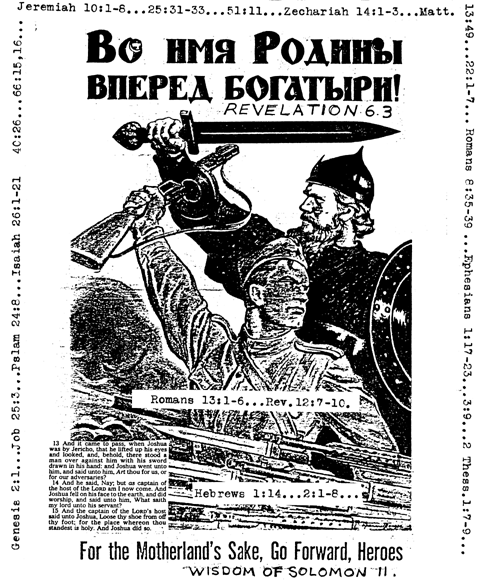 Jeremiah 10:1-8...25:31-33....51:11...Zechariah 14:1-3...Matt.
13:49...22:1-7... Romans 8:35-39 ...Ephesians 1:17-23...3:9...2 Thess.1:7-9...
Genesis 2:1...Job 25:3...Pslam 24:8...Isaiah 26:1-21 40:26...66:15,16...
Во имя Родины
вперед богатыри!
REVELATION 6.3
Romans 13:1-6...Rev.12:7-10.
13 And it came to pass, when Joshua
was by Jericho, that he lifted up his eyes
and looked, and, behold, there stood a
man over against him with his sword
drawn in his hand: and Joshua went unto
him, and said unto him, Art thou for us, or
for our adversaries?
14 And he said, Nay; but as captain of
the host of the LORD am I now come. And
Joshua fell on his face to the earth, and did
worship, and said unto him, What saith
my lord unto his servant?
15 And the captain of the LORD's host
said unto Joshua, Loose thy shoe from off
thy foot; for the place whereon thou
standest is holy. And Joshua did so.
Hebrews 1:14...2:1-8...
For the Motherland's Sake, Go Forward, Heroes
WISDOM OF SOLOMON 11.